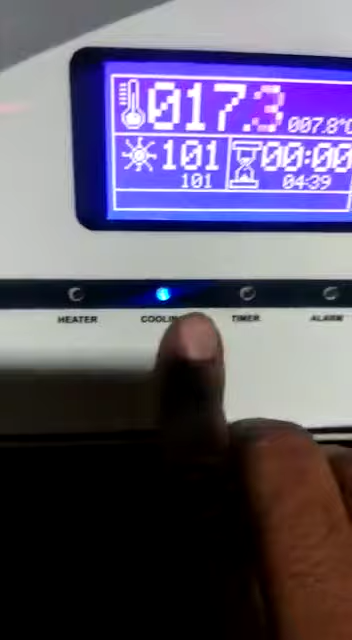 017.3 007.8°C
101 00:00
101 04:39
HEATER TIMER ALARM